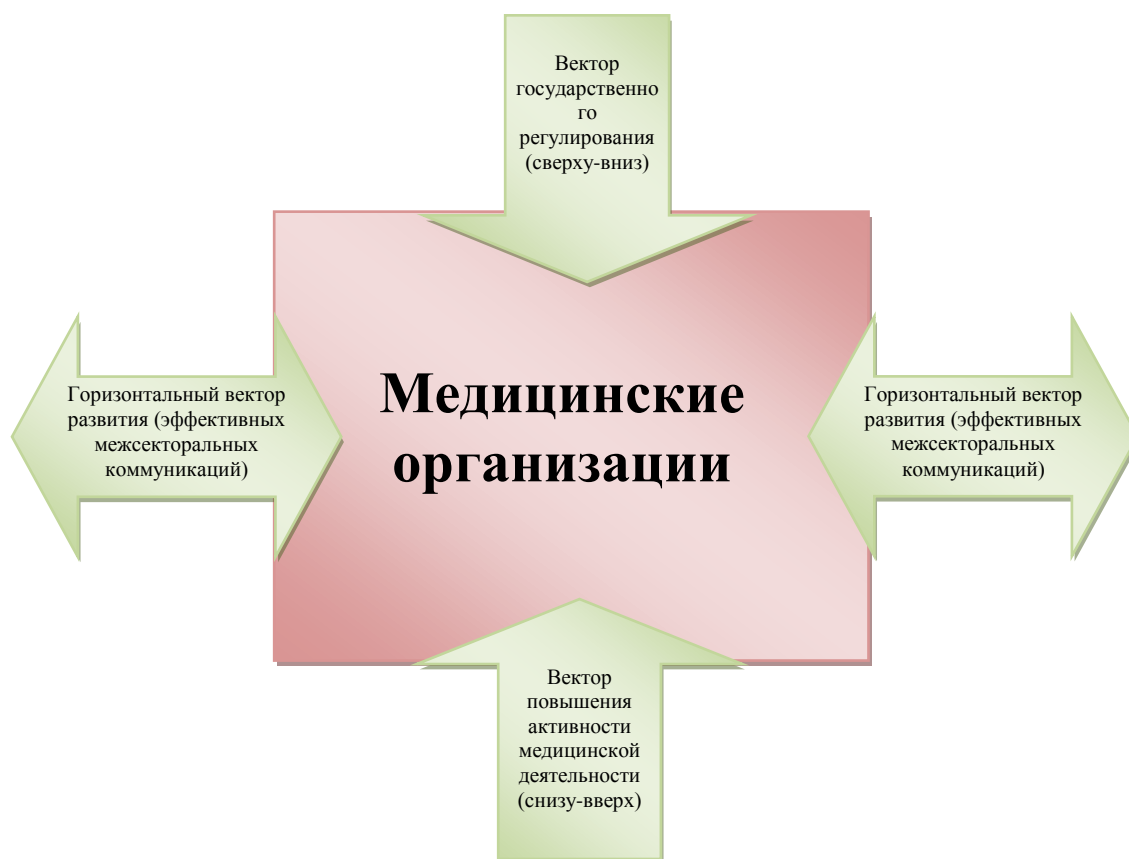 Вектор
государственно
го
регулирования
(сверху-вниз)
Горизонтальный вектор
развития (эффективных
межсекторальных
коммуникаций)
Медицинские
организации
Горизонтальный вектор
развития (эффективных
межсекторальных
коммуникаций)
Вектор
повышения
активности
медицинской
деятельности
(снизу-вверх)